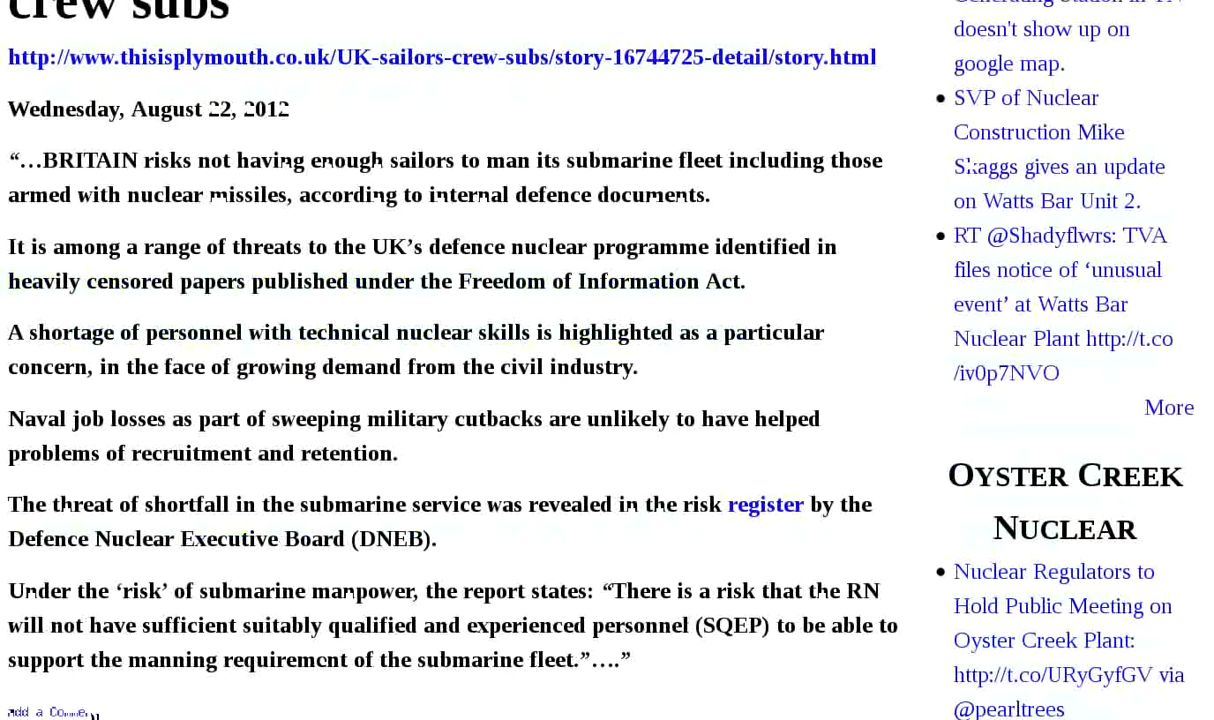 crew subs
http://www.thisisplymouth.co.uk/UK-sailors-crew-subs/story-16744725-detail/story.html
Wednesday, August 22, 2012
“…BRITAIN risks not having enough sailors to man its submarine fleet including those
armed with nuclear missiles, according to internal defence documents.
It is among a range of threats to the UK’s defence nuclear programme identified in
heavily censored papers published under the Freedom of Information Act.
A shortage of personnel with technical nuclear skills is highlighted as a particular
concern, in the face of growing demand from the civil industry.
Naval job losses as part of sweeping military cutbacks are unlikely to have helped
problems of recruitment and retention.
The threat of shortfall in the submarine service was revealed in the risk register by the
Defence Nuclear Executive Board (DNEB).
Under the ‘risk’ of submarine manpower, the report states: “There is a risk that the RN
will not have sufficient suitably qualified and experienced personnel (SQEP) to be able to
support the manning requirement of the submarine fleet.”….”
add a
Generating Station in TN
doesn't show up on
google map.
• SVP of Nuclear
Construction Mike
Skaggs gives an update
on Watts Bar Unit 2.
• RT @Shadyflwrs: TVA
files notice of ‘unusual
event’ at Watts Bar
Nuclear Plant http://t.co
/iv0p7NVO
More
OYSTER CREEK
NUCLEAR
• Nuclear Regulators to
Hold Public Meeting on
Oyster Creek Plant:
http://t.co/URyGyfGV via
@pearltrees